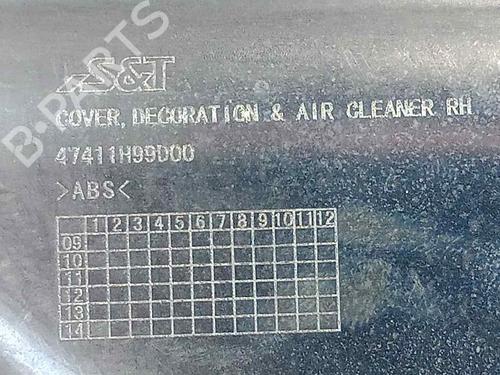 S&T
COVER, DECORATION & AIR CLEANER RH
47411H99D00
>ABS<
1 2 3 4 5 6 7 8 9 10 11 12
09
10
11
12
13
14
B-PARTS